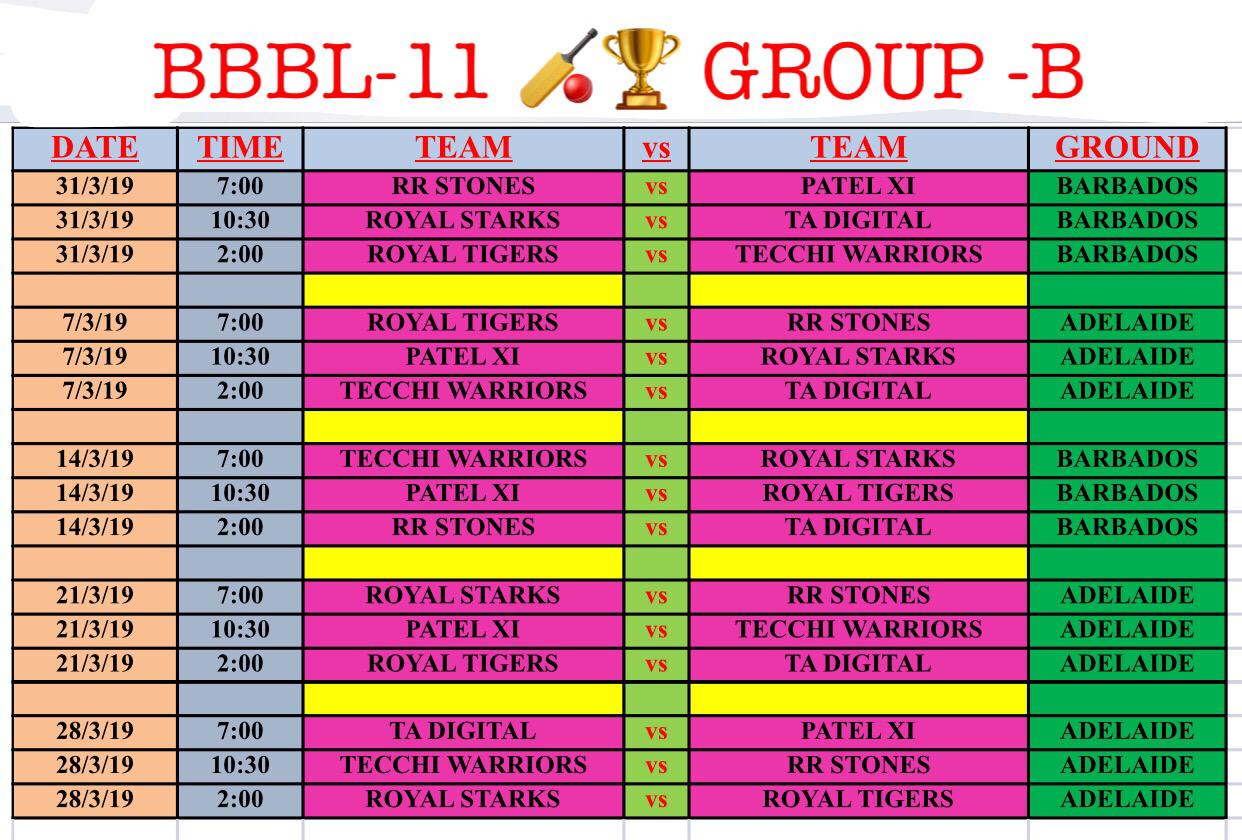 BBBL-11 GROUP -B
DATE TIME TEAM vs TEAM GROUND
31/3/19 7:00 RR STONES vs PATEL XI BARBADOS
31/3/19 10:30 ROYAL STARKS vs TA DIGITAL BARBADOS
31/3/19 2:00 ROYAL TIGERS vs TECCHI WARRIORS BARBADOS
7/3/19 7:00 ROYAL TIGERS vs RR STONES ADELAIDE
7/3/19 10:30 PATEL XI vs ROYAL STARKS ADELAIDE
7/3/19 2:00 TECCHI WARRIORS vs TA DIGITAL ADELAIDE
14/3/19 7:00 TECCHI WARRIORS vs ROYAL STARKS BARBADOS
14/3/19 10:30 PATEL XI vs ROYAL TIGERS BARBADOS
14/3/19 2:00 RR STONES vs TA DIGITAL BARBADOS
21/3/19 7:00 ROYAL STARKS vs RR STONES ADELAIDE
21/3/19 10:30 PATEL XI vs TECCHI WARRIORS ADELAIDE
21/3/19 2:00 ROYAL TIGERS vs TA DIGITAL ADELAIDE
28/3/19 7:00 TA DIGITAL vs PATEL XI ADELAIDE
28/3/19 10:30 TECCHI WARRIORS vs RR STONES ADELAIDE
28/3/19 2:00 ROYAL STARKS vs ROYAL TIGERS ADELAIDE